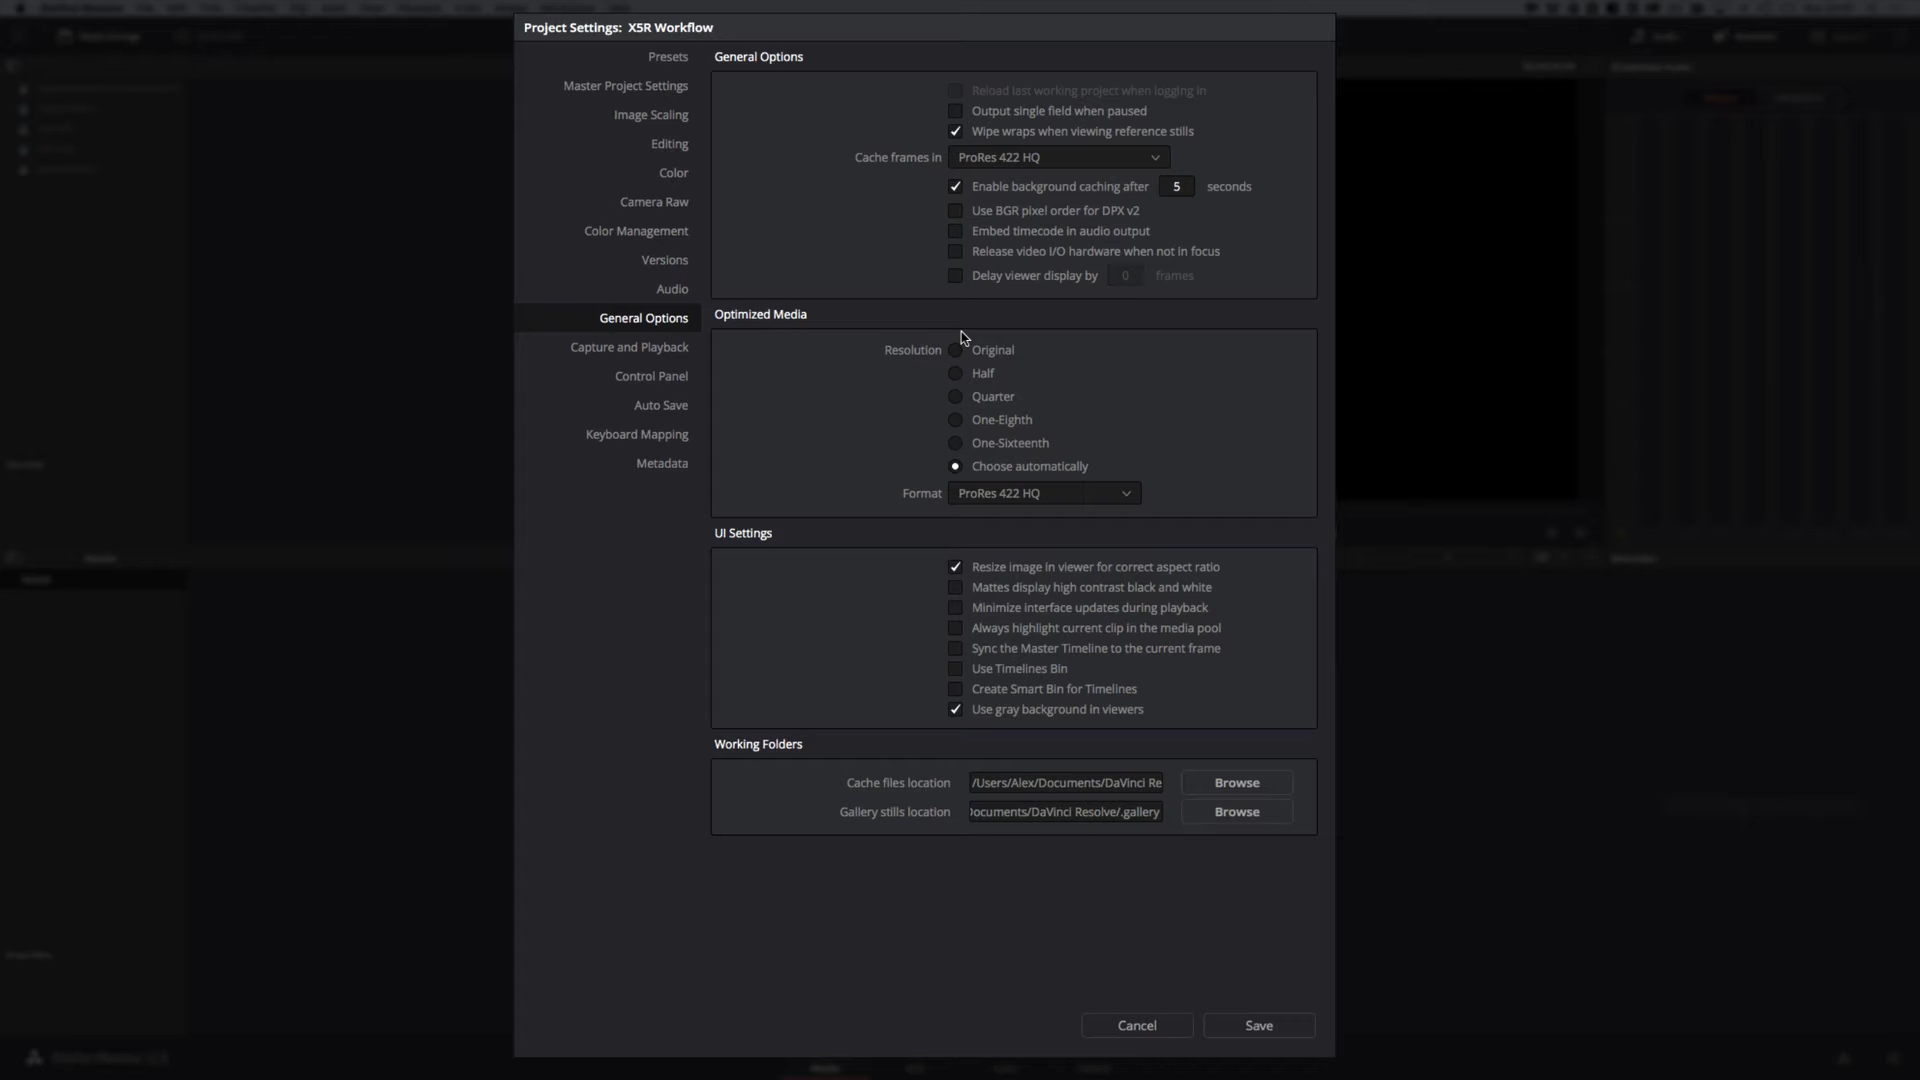 Project Settings: X5R Workflow
Presets
Master Project Settings
Image Scaling
Editing
Color
Camera Raw
Color Management
Versions
Audio
General Options
Capture and Playback
Control Panel
Auto Save
Keyboard Mapping
Metadata
General Options
Reload last working project when logging in
Output single field when paused
Wipe wraps when viewing reference stills
Cache frames in ProRes 422 HQ
Enable background caching after 5 seconds
Use BGR pixel order for DPX v2
Embed timecode in audio output
Release video I/O hardware when not in focus
Delay viewer display by 0 frames
Optimized Media
Resolution Original
Half
Quarter
One-Eighth
One-Sixteenth
Choose automatically
Format ProRes 422 HQ
UI Settings
Resize image in viewer for correct aspect ratio
Mattes display high contrast black and white
Minimize interface updates during playback
Always highlight current clip in the media pool
Sync the Master Timeline to the current frame
Use Timelines Bin
Create Smart Bin for Timelines
Use gray background in viewers
Working Folders
Cache files location /Users/Alex/Documents/DaVinci Re Browse
Gallery stills location ocuments/DaVinci Resolve/.gallery Browse
Cancel Save